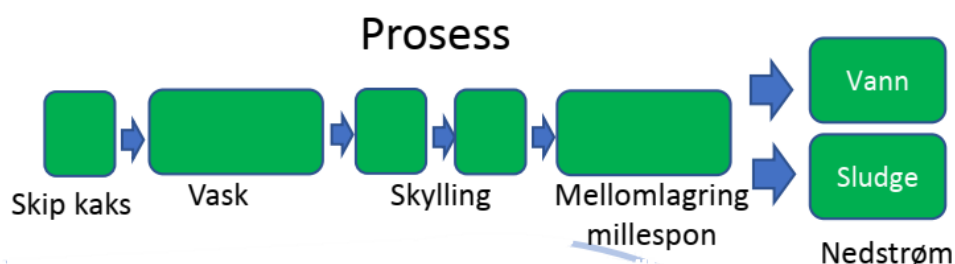 Prosess
Skip kaks
Vask
Skylling
Mellomlagring
millespon
Vann
Sludge
Nedstrøm